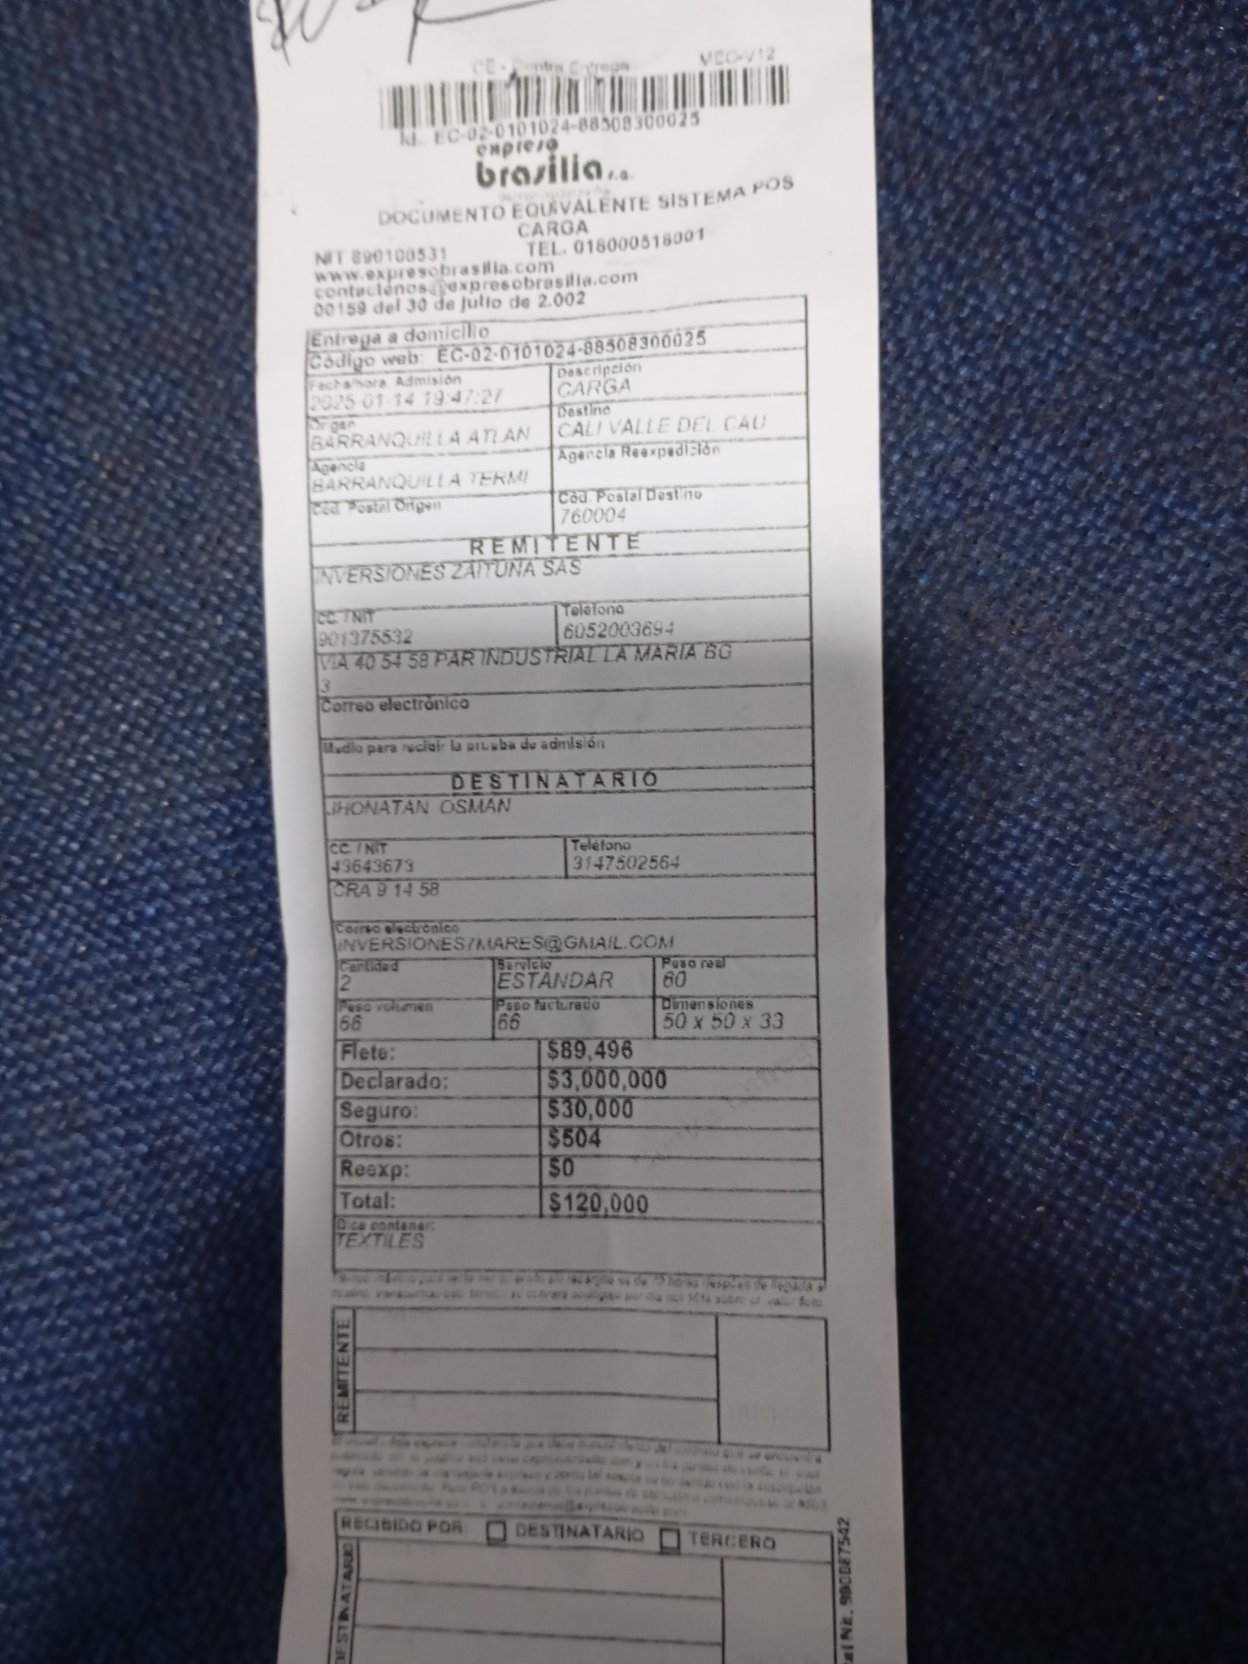 CE - Contra Entrega MEC-V12
Id.: EC-02-0101024-88508300025
expreso
brasilia s.a.
DOCUMENTO EQUIVALENTE SISTEMA POS
CARGA
NIT 890100531 TEL. 018000518001
www.expresobrasilia.com
contactenos@expresobrasilia.com
00159 del 30 de julio de 2.002
Entrega a domicilio
Código web: EC-02-0101024-88508300025
Fecha/hora Admisión Descripción
2025-01-14 19:47:27 CARGA
Origen Destino
BARRANQUILLA ATLAN CALI VALLE DEL CAU
Agencia Agencia Reexpedición
BARRANQUILLA TERMI
Cód. Postal Origen Cód. Postal Destino
760004
REMITENTE
INVERSIONES ZAITUNA SAS
CC. / NIT Teléfono
901375532 6052003694
VIA 40 54 58 PAR INDUSTRIAL LA MARIA BG
3
Correo electrónico
Medio para recibir la prueba de admisión
DESTINATARIO
JHONATAN OSMAN
CC. / NIT Teléfono
43643673 3147502564
CRA 9 14 58
Correo electrónico
INVERSIONES7MARES@GMAIL.COM
Cantidad Servicio Peso real
2 ESTANDAR 60
Peso volumen Peso facturado Dimensiones
66 66 50 x 50 x 33
Flete: $89,496
Declarado: $3,000,000
Seguro: $30,000
Otros: $504
Reexp: $0
Total: $120,000
Dice contener:
TEXTILES
REMITENTE
RECIBIDO POR: DESTINATARIO TERCERO
DESTINATARIO